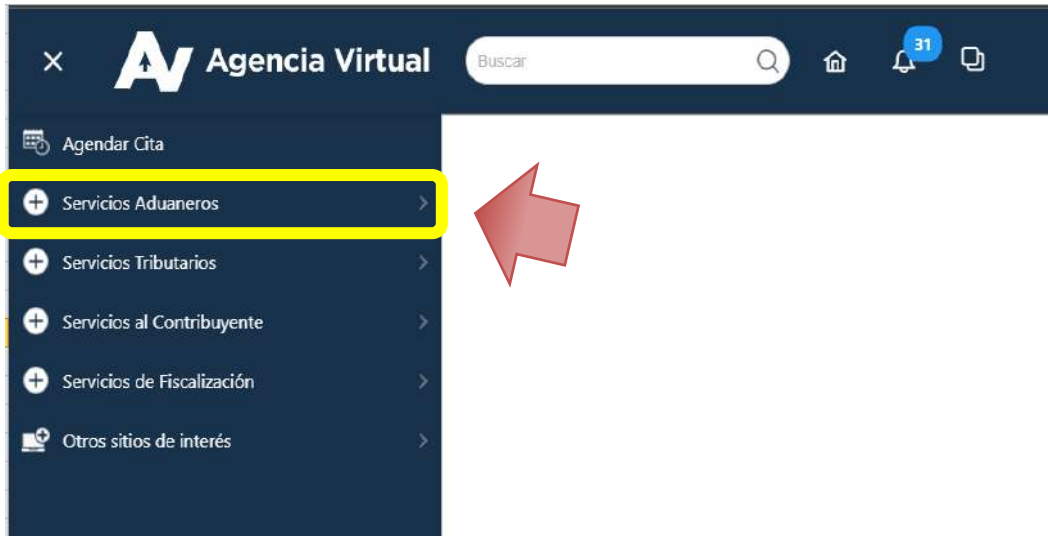 Agencia Virtual
Buscar
31
Agendar Cita
Servicios Aduaneros
Servicios Tributarios
Servicios al Contribuyente
Servicios de Fiscalización
Otros sitios de interés